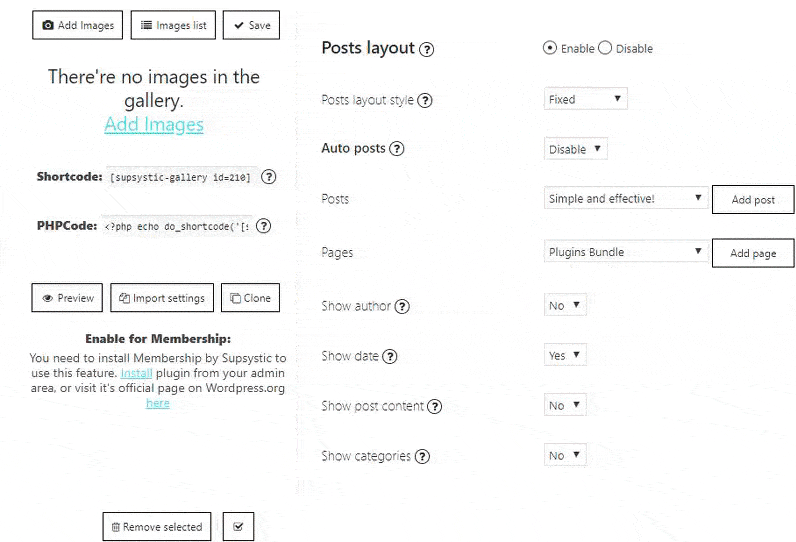 Add Images
Images list
Save
There're no images in the
gallery.
Add Images
Shortcode: [supsystic-gallery id=210] ?
PHPCode: <?php echo do_shortcode('[s ?
Preview
Import settings
Clone
Enable for Membership:
You need to install Membership by Supsystic to
use this feature. Install plugin from your admin
area, or visit it's official page on Wordpress.org
here
Remove selected
Posts layout ? Enable Disable
Posts layout style ? Fixed
Auto posts ? Disable
Posts Simple and effective! Add post
Pages Plugins Bundle Add page
Show author ? No
Show date ? Yes
Show post content ? No
Show categories ? No